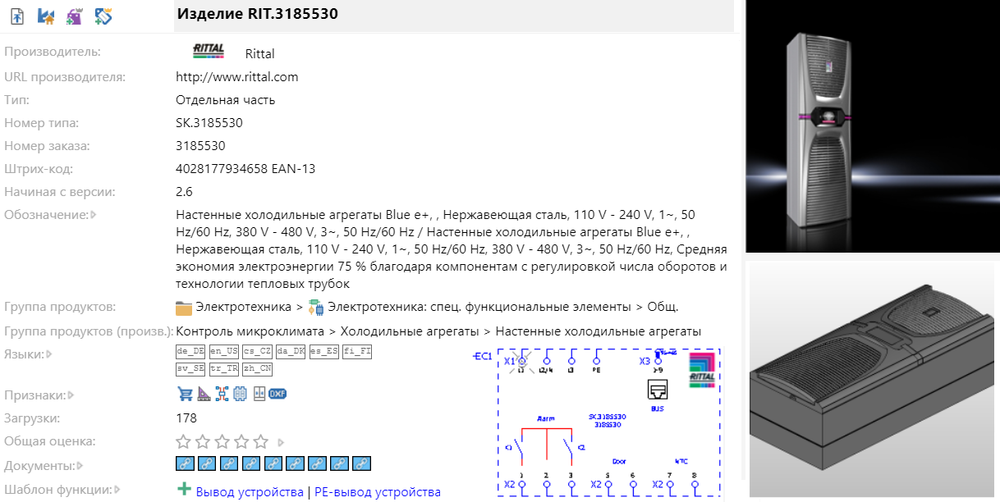 Изделие RIT.3185530
Производитель: RITTAL Rittal
URL производителя: http://www.rittal.com
Тип: Отдельная часть
Номер типа: SK.3185530
Номер заказа: 3185530
Штрих-код: 4028177934658 EAN-13
Начиная с версии: 2.6
Обозначение: Настенные холодильные агрегаты Blue e+, , Нержавеющая сталь, 110 V - 240 V, 1~, 50
Hz/60 Hz, 380 V - 480 V, 3~, 50 Hz/60 Hz / Настенные холодильные агрегаты Blue e+, ,
Нержавеющая сталь, 110 V - 240 V, 1~, 50 Hz/60 Hz, 380 V - 480 V, 3~, 50 Hz/60 Hz, Средняя
экономия электроэнергии 75 % благодаря компонентам с регулировкой числа оборотов и
технологии тепловых трубок
Группа продуктов: Электротехника > Электротехника: спец. функциональные элементы > Общ.
Группа продуктов (произв.): Контроль микроклимата > Холодильные агрегаты > Настенные холодильные агрегаты
Языки: de_DE en_US cs_CZ da_DK es_ES fi_FI
sv_SE tr_TR zh_CN
Признаки: DXF
Загрузки: 178
Общая оценка:
Документы:
Шаблон функции: Вывод устройства | PE-вывод устройства
-EC1
X1 X3
L1 L2/N L3 PE 1-9
RITTAL
BUS
Alarm SK.3185530
3185530
K1 K2
Door NTC
1 2 3 5 6 7 8
X2 X2 X2